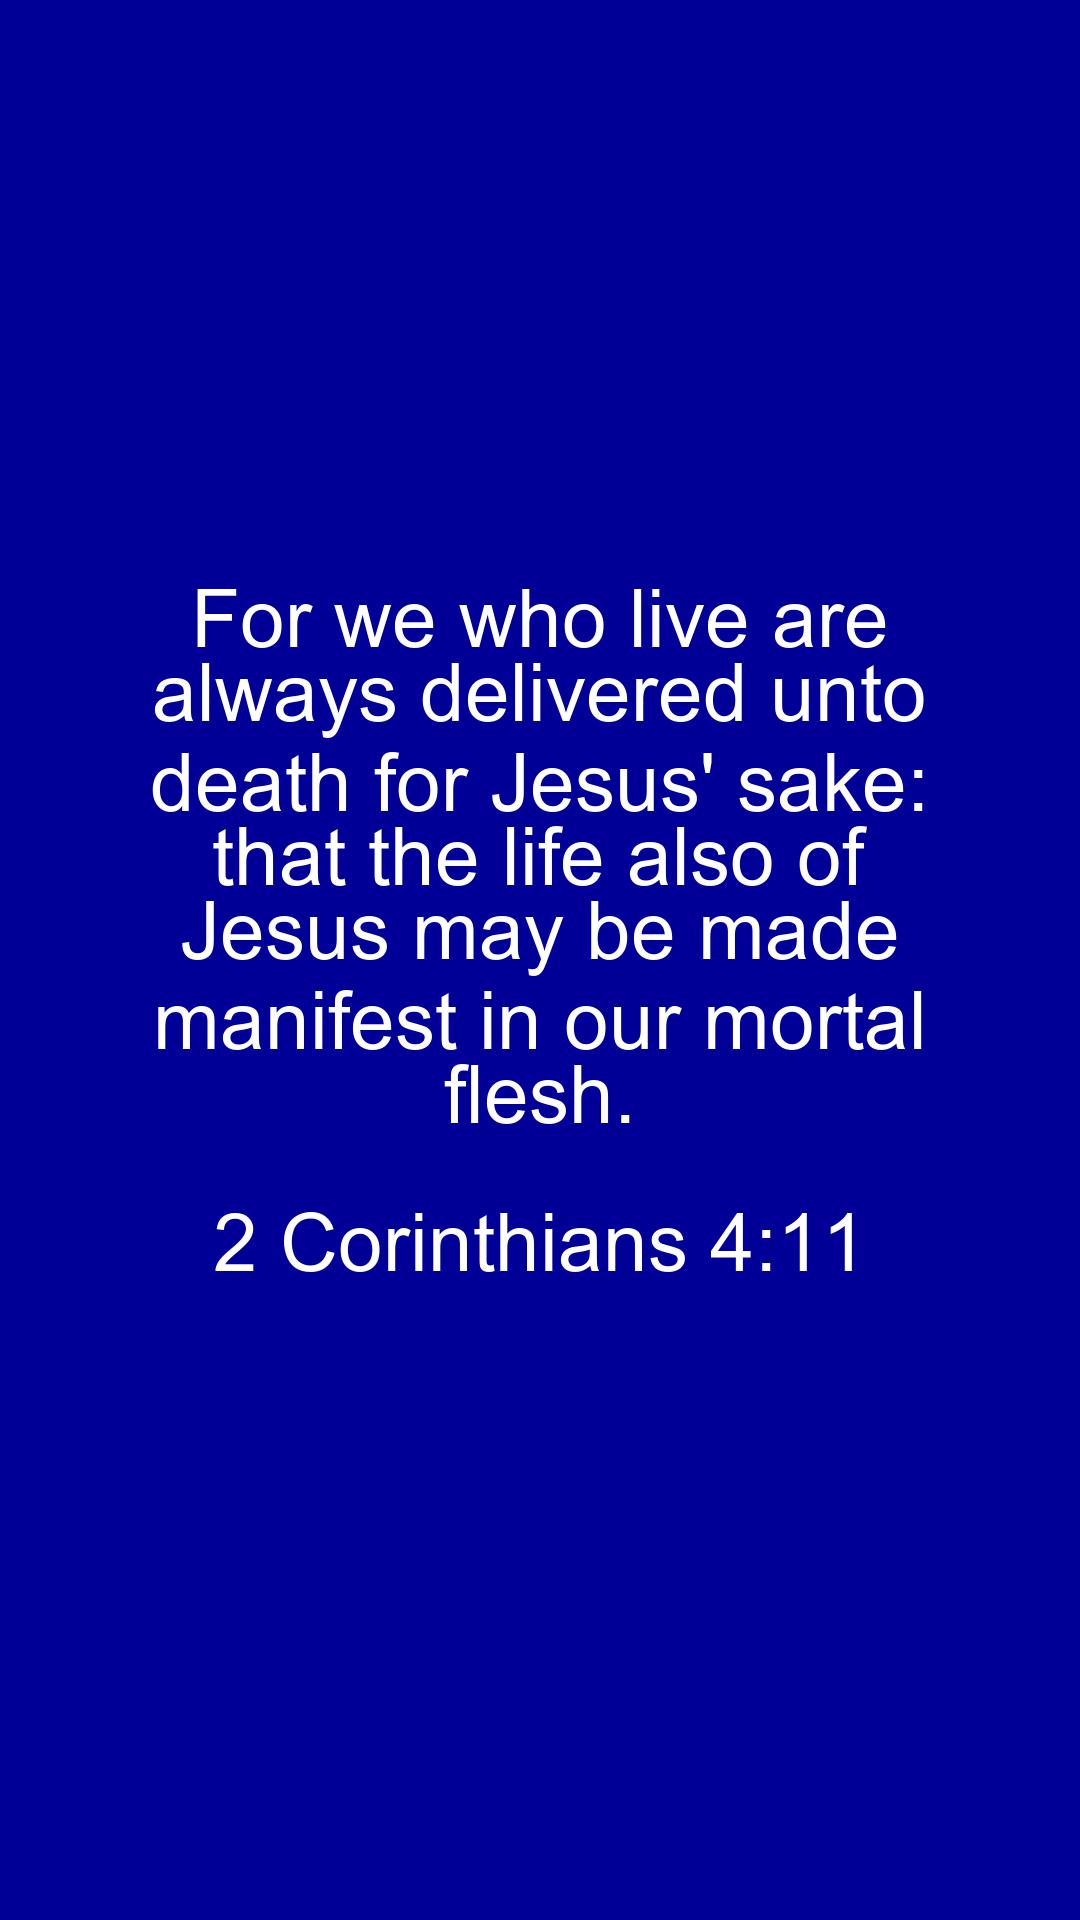 For we who live are
always delivered unto
death for Jesus' sake:
that the life also of
Jesus may be made
manifest in our mortal
flesh.
2 Corinthians 4:11